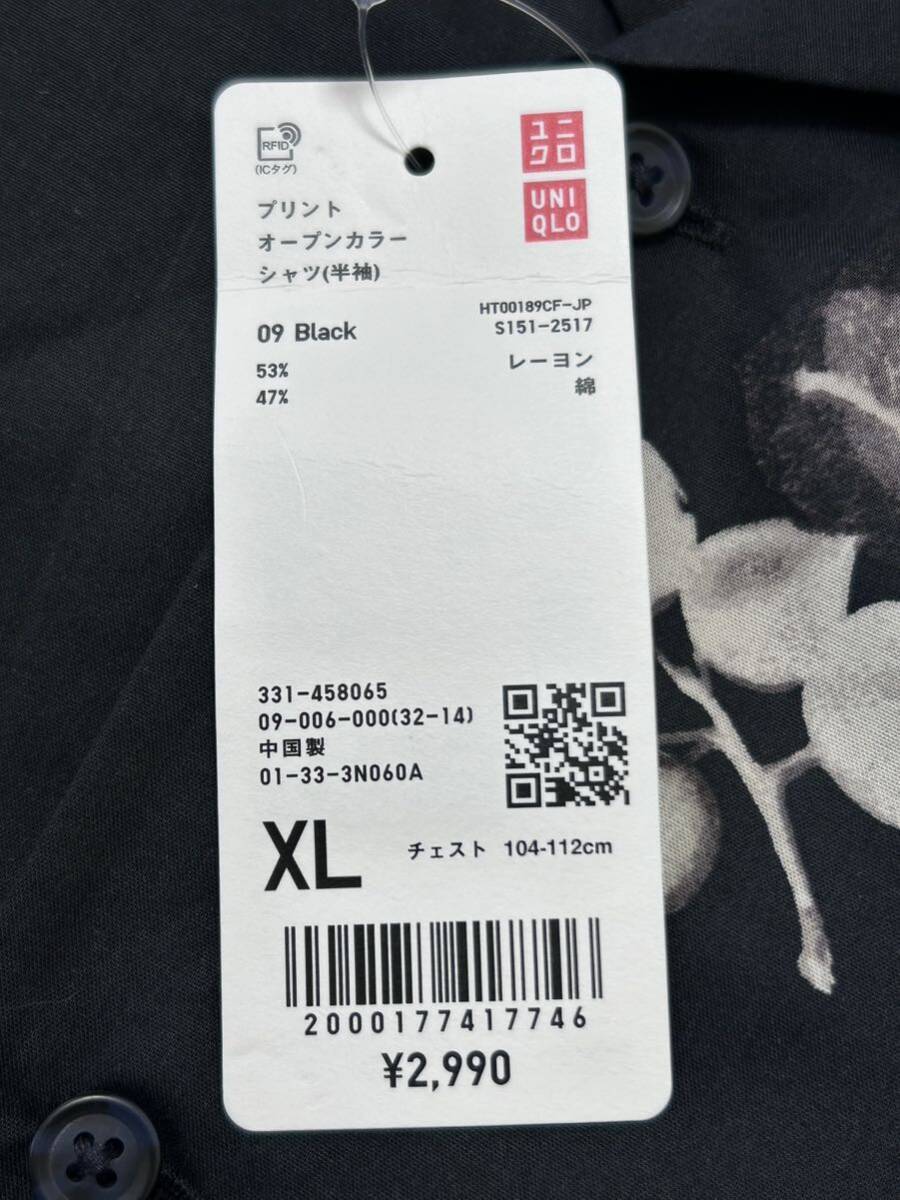 RFID
(ICタグ)
ユニ
クロ
UNI
QLO
プリント
オープンカラー
シャツ(半袖)
HT00189CF-JP
09 Black
S151-2517
53%
レーヨン
47%
綿
331-458065
09-006-000(32-14)
中国製
01-33-3N060A
XL チェスト 104-112cm
2000177417746
¥2,990